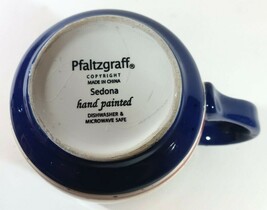 Pfaltzgraff®
COPYRIGHT
MADE IN CHINA
Sedona
hand painted
DISHWASHER &
MICROWAVE SAFE